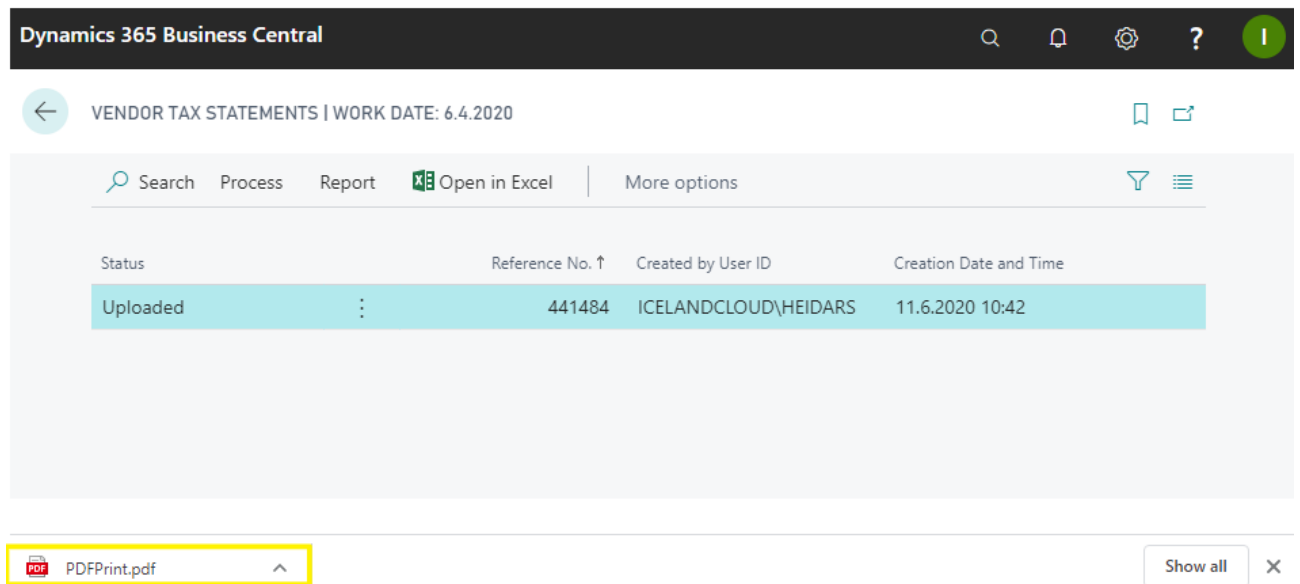 Dynamics 365 Business Central ? I
VENDOR TAX STATEMENTS | WORK DATE: 6.4.2020
Search Process Report Open in Excel More options
Status Reference No. ↑ Created by User ID Creation Date and Time
Uploaded 441484 ICELANDCLOUD\HEIDARS 11.6.2020 10:42
PDF PDFPrint.pdf Show all